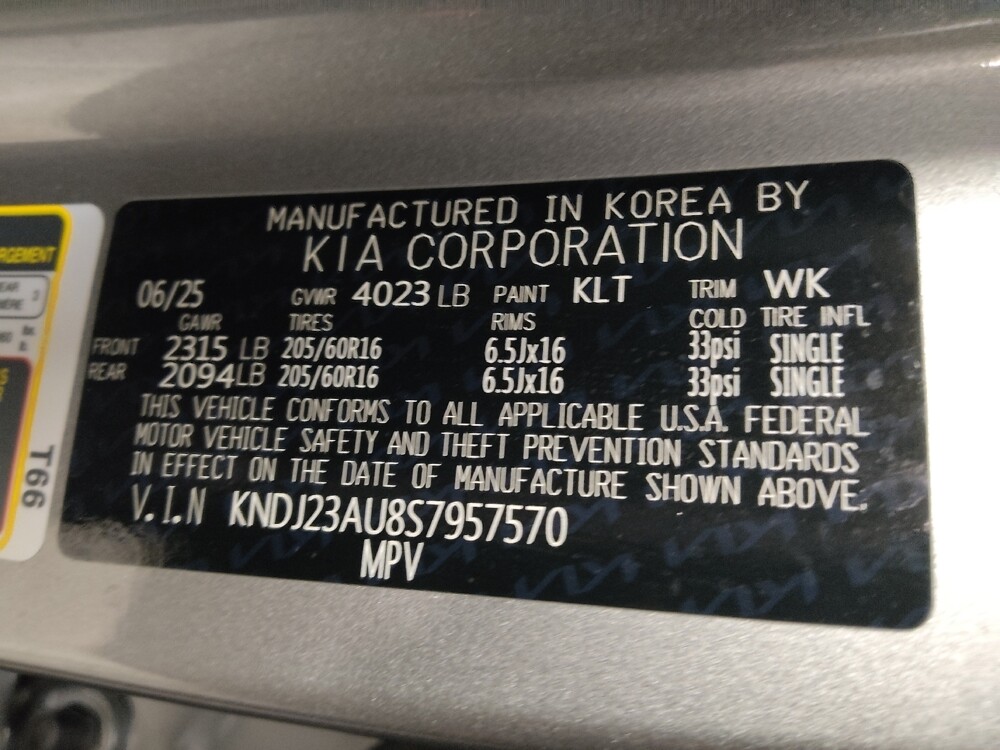 MANUFACTURED IN KOREA BY
KIA CORPORATION
06/25 GVWR 4023 LB PAINT KLT TRIM WK
GAWR TIRES RIMS COLD TIRE INFL
FRONT 2315 LB 205/60R16 6.5Jx16 33psi SINGLE
REAR 2094LB 205/60R16 6.5Jx16 33psi SINGLE
THIS VEHICLE CONFORMS TO ALL APPLICABLE U.S.A. FEDERAL
MOTOR VEHICLE SAFETY AND THEFT PREVENTION STANDARDS
IN EFFECT ON THE DATE OF MANUFACTURE SHOWN ABOVE.
V.I.N KNDJ23AU8S7957570
MPV
T66